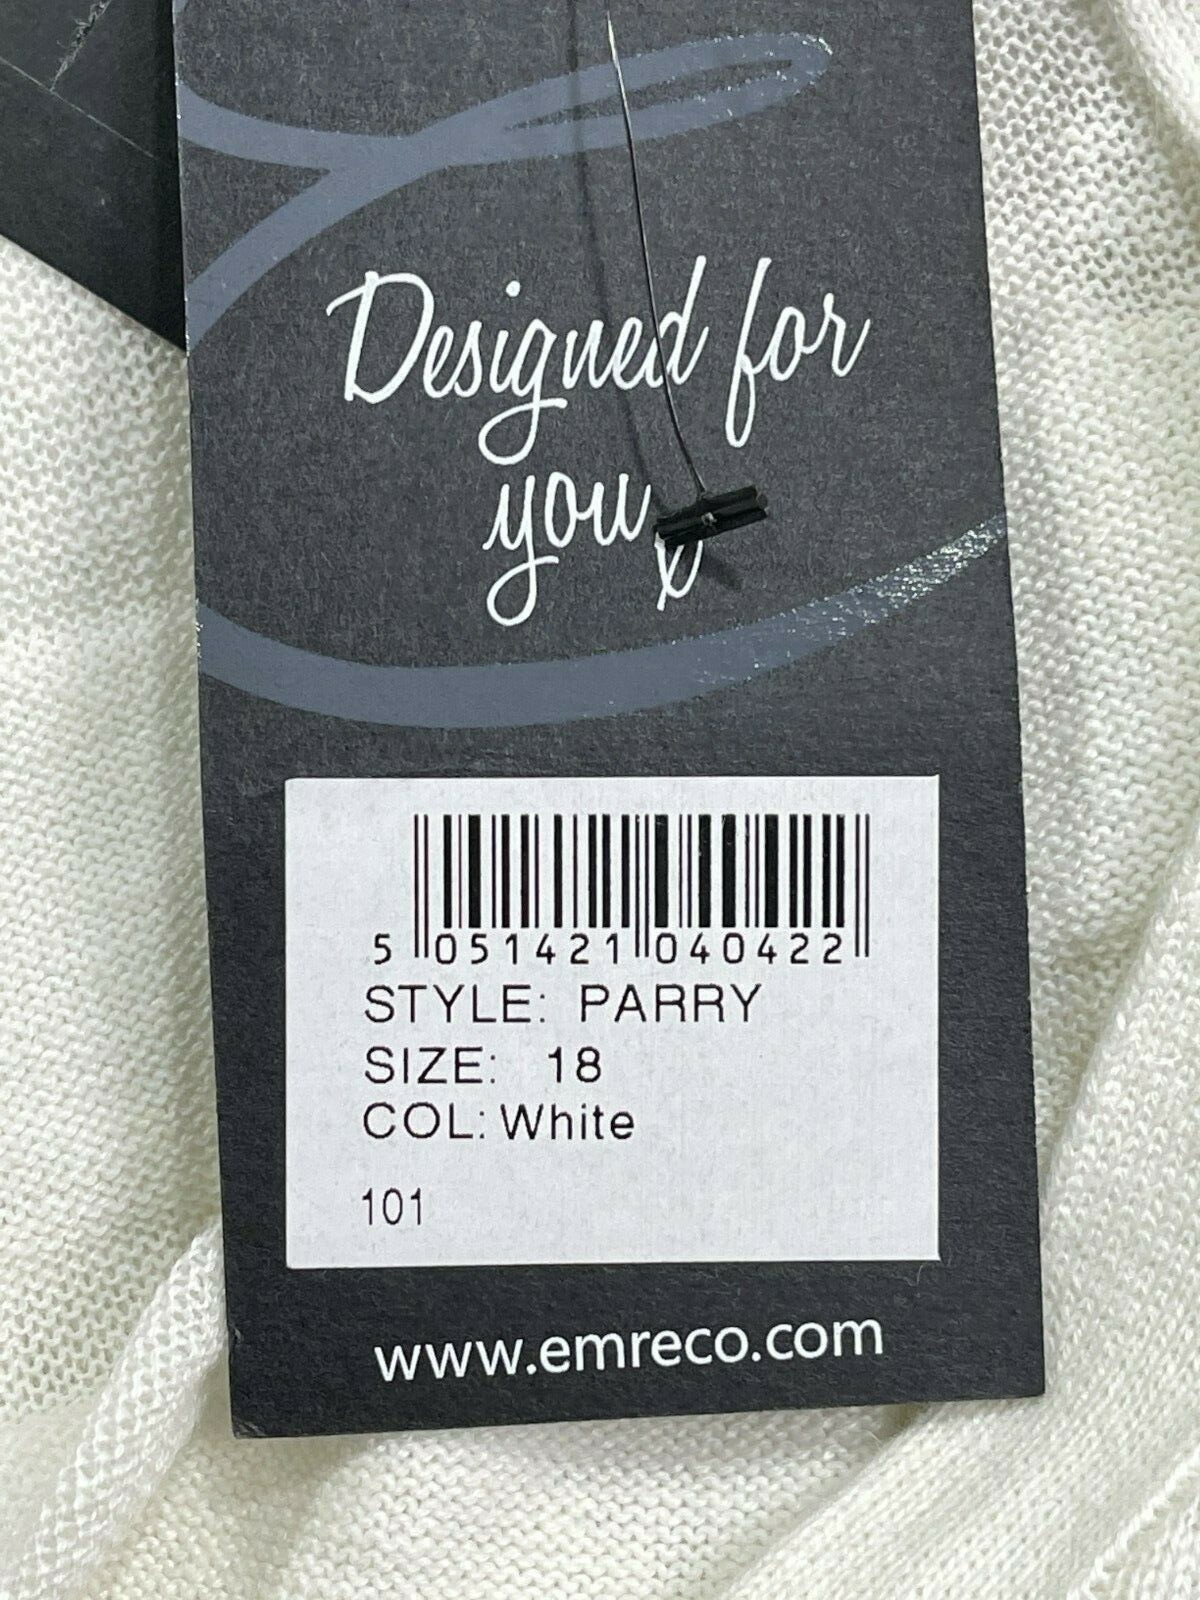 Designed for
you
5 051421 040422
STYLE: PARRY
SIZE: 18
COL: White
101
www.emreco.com